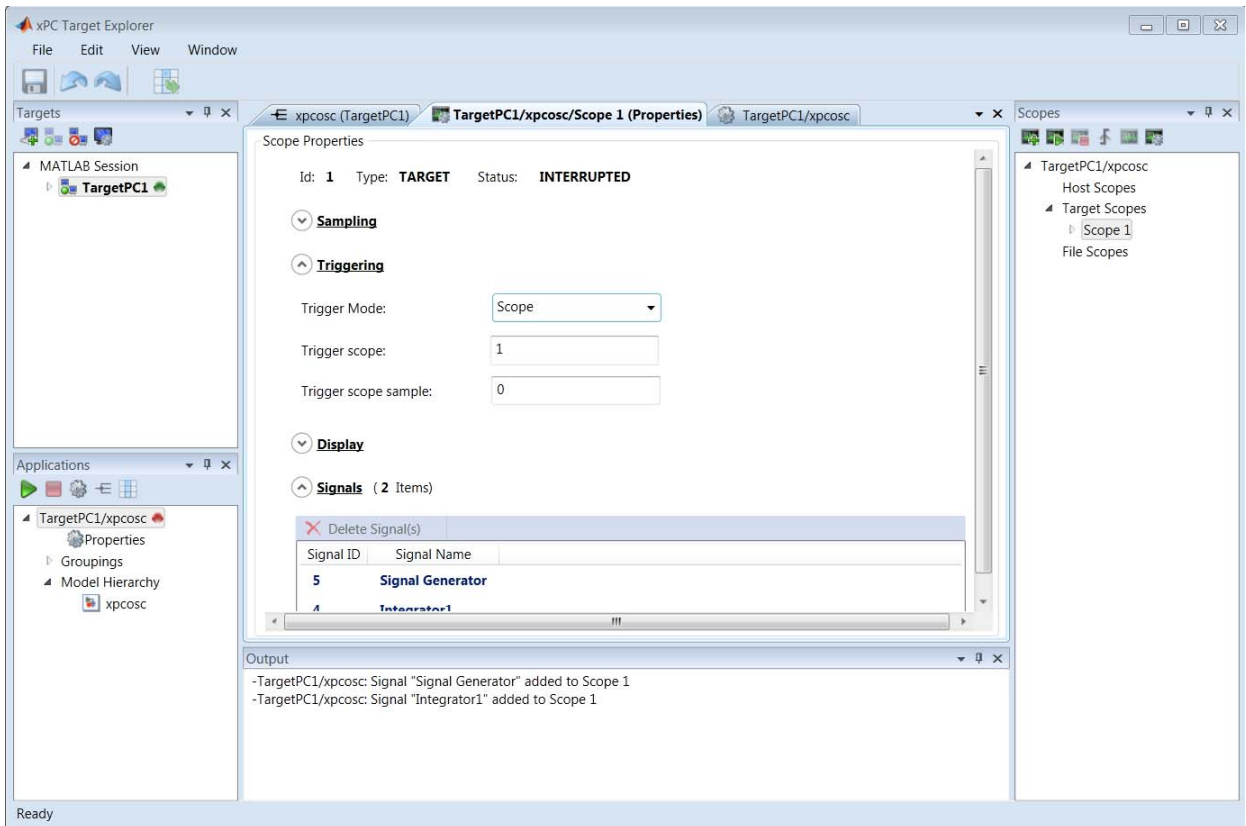 xPC Target Explorer
File Edit View Window
Targets
MATLAB Session
TargetPC1
Applications
TargetPC1/xpcosc
Properties
Groupings
Model Hierarchy
xpcosc
xpcosc (TargetPC1) TargetPC1/xpcosc/Scope 1 (Properties) TargetPC1/xpcosc
Scope Properties
Id: 1 Type: TARGET Status: INTERRUPTED
Sampling
Triggering
Trigger Mode: Scope
Trigger scope: 1
Trigger scope sample: 0
Display
Signals ( 2 Items)
Delete Signal(s)
Signal ID Signal Name
5 Signal Generator
4 Integrator1
Output
-TargetPC1/xpcosc: Signal "Signal Generator" added to Scope 1
-TargetPC1/xpcosc: Signal "Integrator1" added to Scope 1
Scopes
TargetPC1/xpcosc
Host Scopes
Target Scopes
Scope 1
File Scopes
Ready